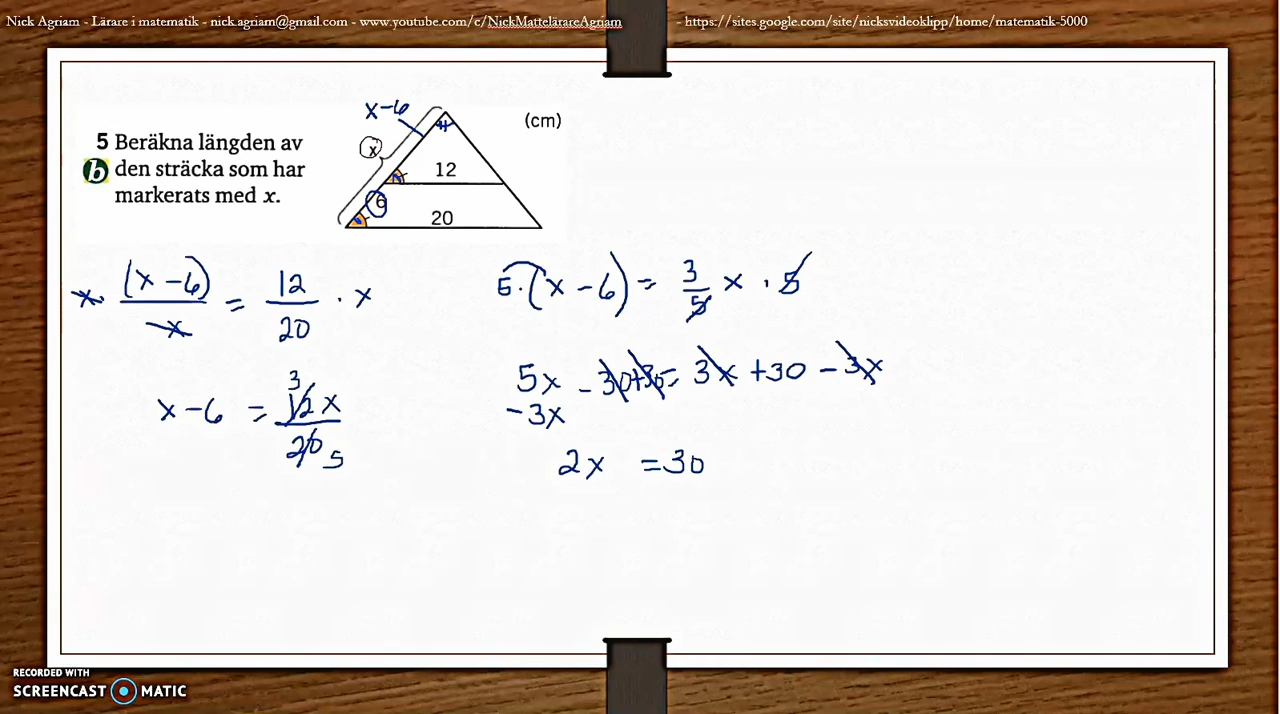 Nick Agriam - Lärare i matematik - nick.agriam@gmail.com - www.youtube.com/c/NickMattelärareAgriam - https://sites.google.com/site/nicksvideoklipp/home/matematik-5000
5 Beräkna längden av
b den sträcka som har
markerats med x.
x-6
(cm)
x
12
6
20
x · (x - 6) / x = 12 / 20 · x
5 · (x - 6) = 3 / 5 x · 5
x - 6 = 12x / 20
3
5
5x - 30 + 30 = 3x + 30 - 3x
-3x
2x = 30
RECORDED WITH
SCREENCAST MATIC